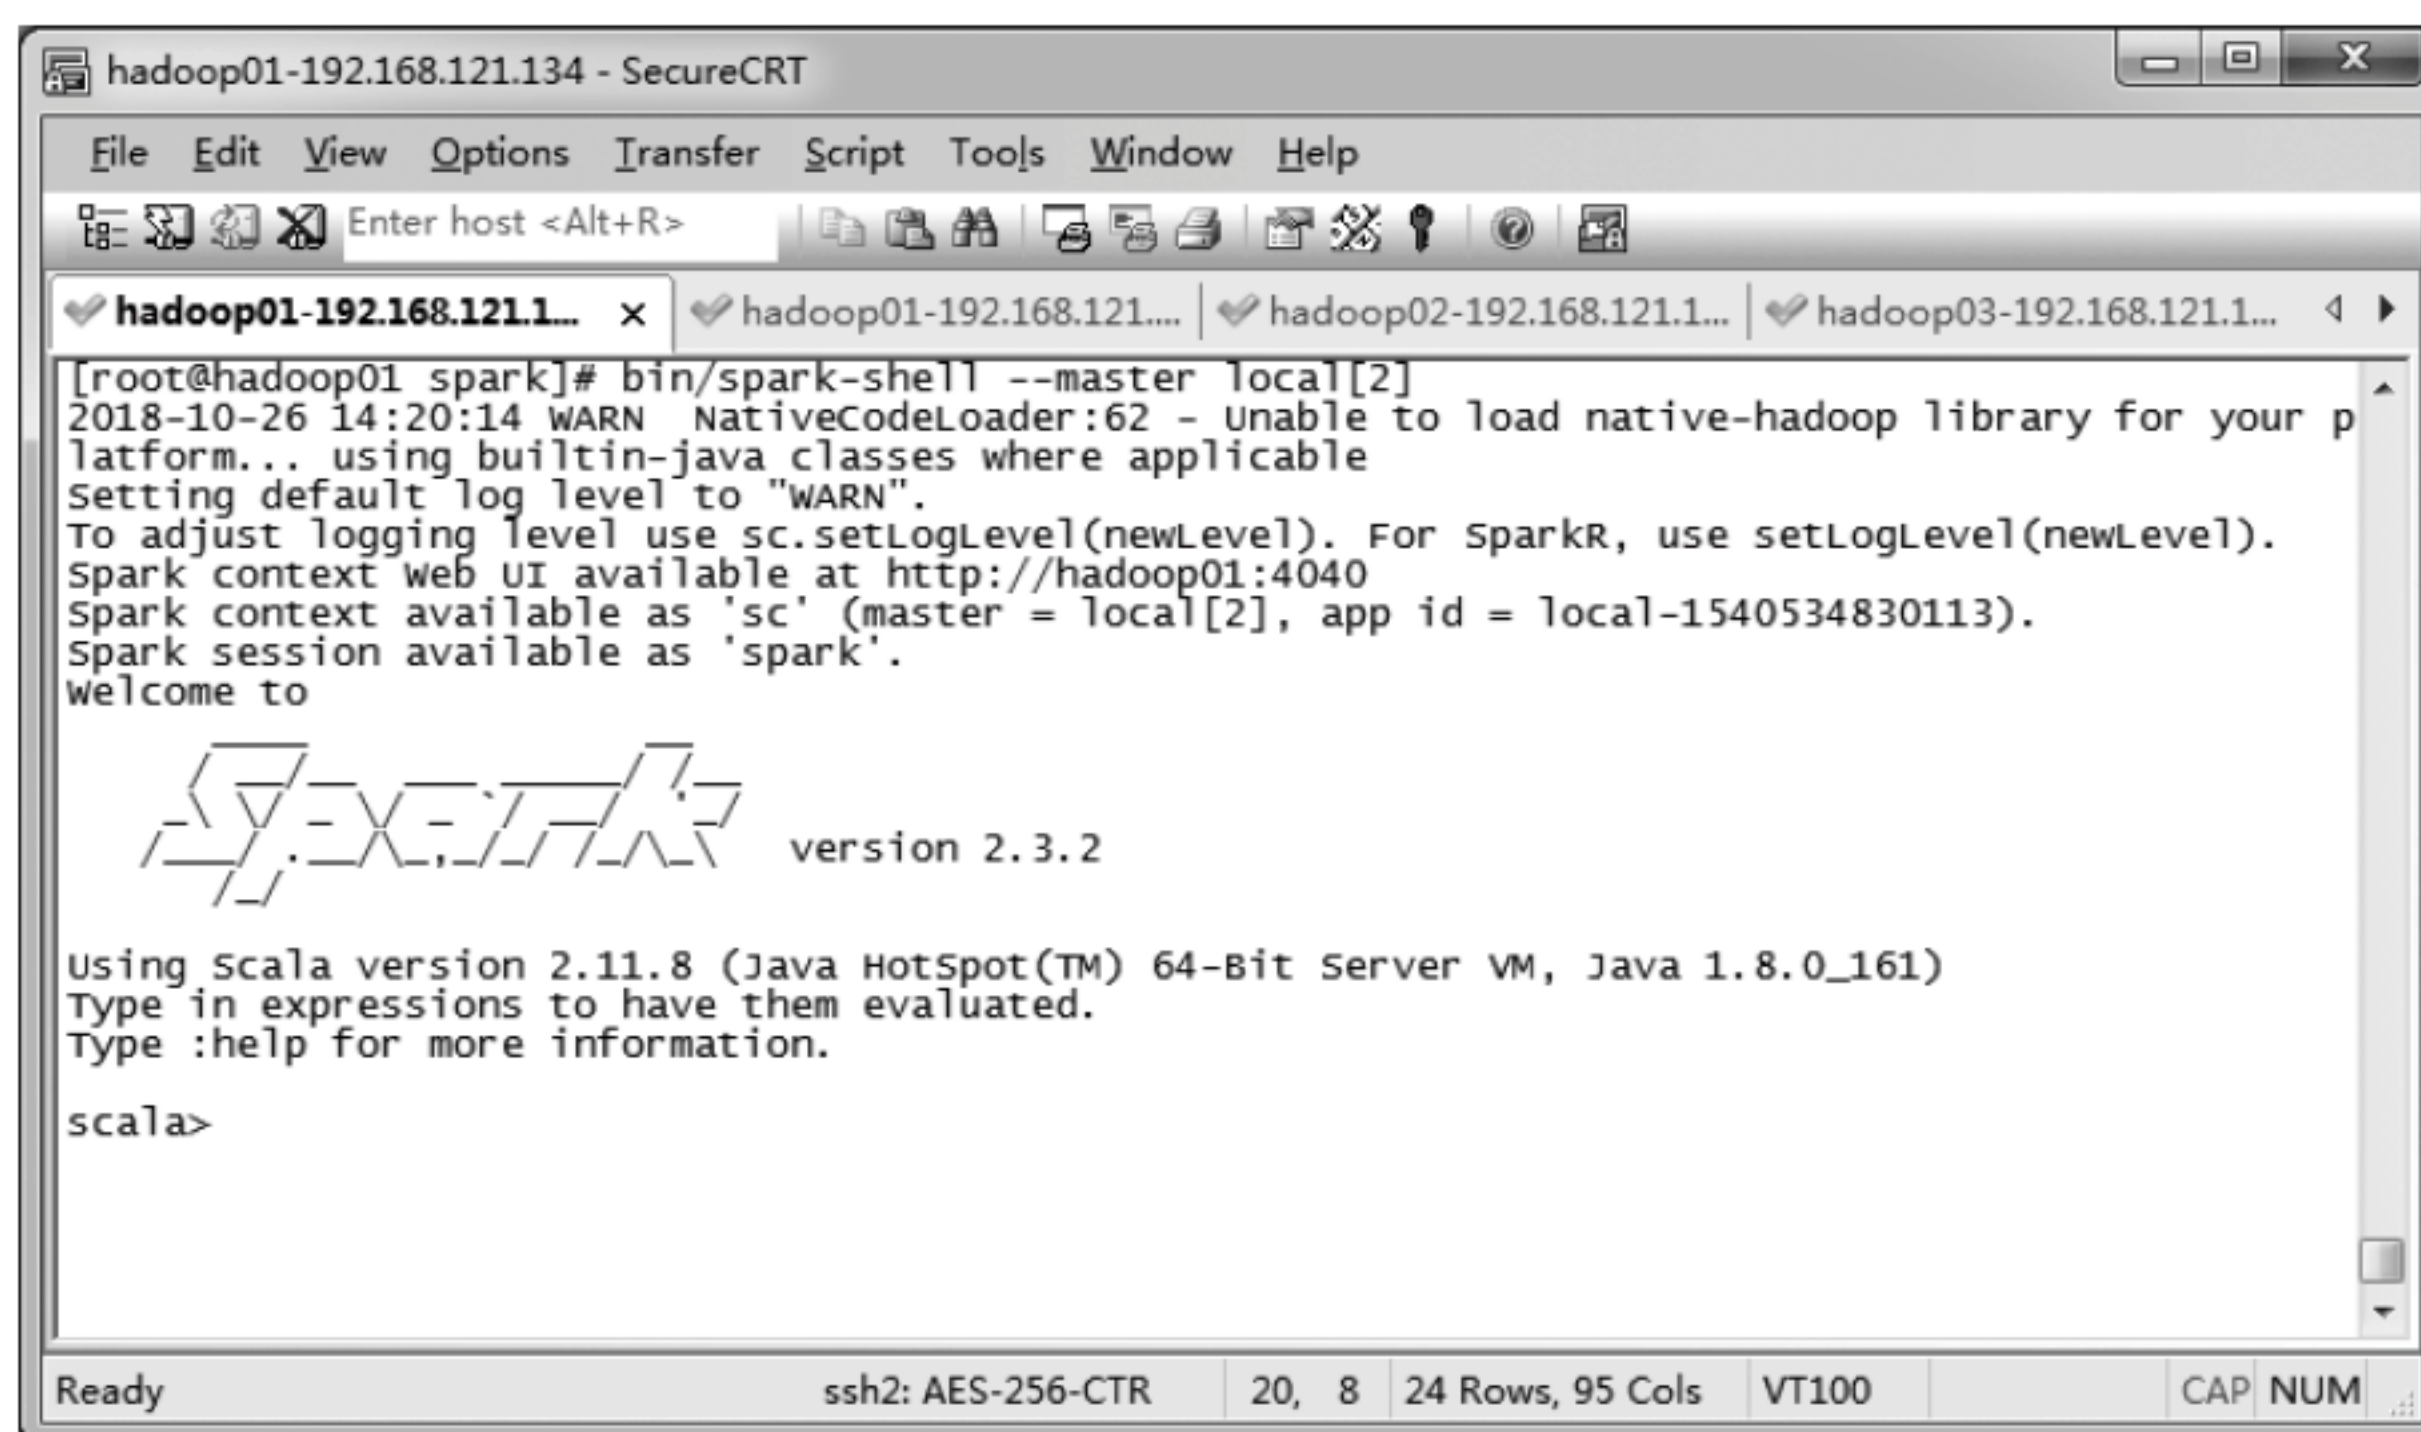 hadoop01-192.168.121.134 - SecureCRT
File Edit View Options Transfer Script Tools Window Help
Enter host <Alt+R>
hadoop01-192.168.121.1... x hadoop01-192.168.121.... hadoop02-192.168.121.1... hadoop03-192.168.121.1...
[root@hadoop01 spark]# bin/spark-shell --master local[2]
2018-10-26 14:20:14 WARN  NativeCodeLoader:62 - Unable to load native-hadoop library for your p
latform... using builtin-java classes where applicable
Setting default log level to "WARN".
To adjust logging level use sc.setLogLevel(newLevel). For SparkR, use setLogLevel(newLevel).
Spark context Web UI available at http://hadoop01:4040
Spark context available as 'sc' (master = local[2], app id = local-1540534830113).
Spark session available as 'spark'.
Welcome to
Spark version 2.3.2
Using Scala version 2.11.8 (Java HotSpot(TM) 64-Bit Server VM, Java 1.8.0_161)
Type in expressions to have them evaluated.
Type :help for more information.
scala>
Ready ssh2: AES-256-CTR 20, 8 24 Rows, 95 Cols VT100 CAP NUM